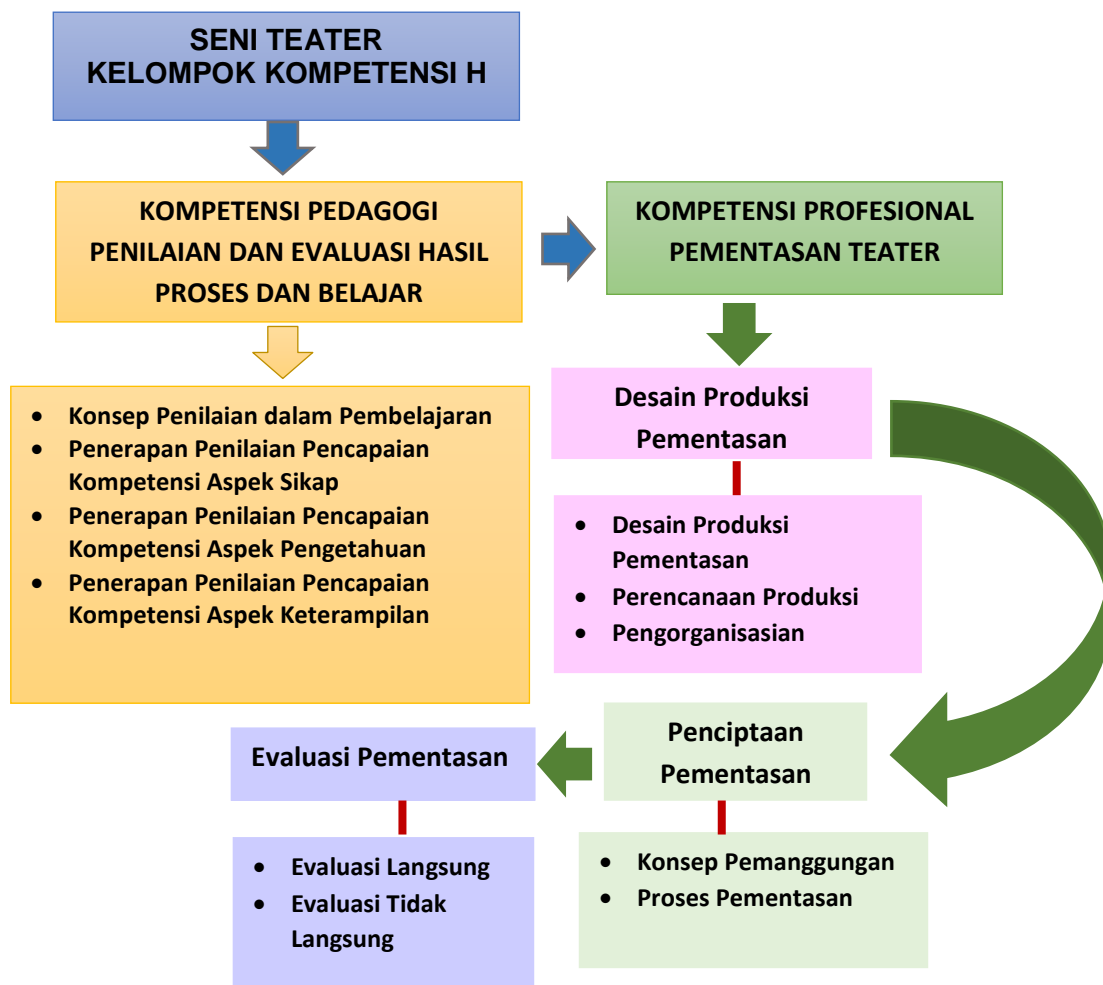 SENI TEATER
KELOMPOK KOMPETENSI H
KOMPETENSI PEDAGOGI
PENILAIAN DAN EVALUASI HASIL
PROSES DAN BELAJAR
KOMPETENSI PROFESIONAL
PEMENTASAN TEATER
• Konsep Penilaian dalam Pembelajaran
• Penerapan Penilaian Pencapaian
Kompetensi Aspek Sikap
• Penerapan Penilaian Pencapaian
Kompetensi Aspek Pengetahuan
• Penerapan Penilaian Pencapaian
Kompetensi Aspek Keterampilan
Desain Produksi
Pementasan
• Desain Produksi
Pementasan
• Perencanaan Produksi
• Pengorganisasian
Penciptaan
Pementasan
• Konsep Pemanggungan
• Proses Pementasan
Evaluasi Pementasan
• Evaluasi Langsung
• Evaluasi Tidak
Langsung